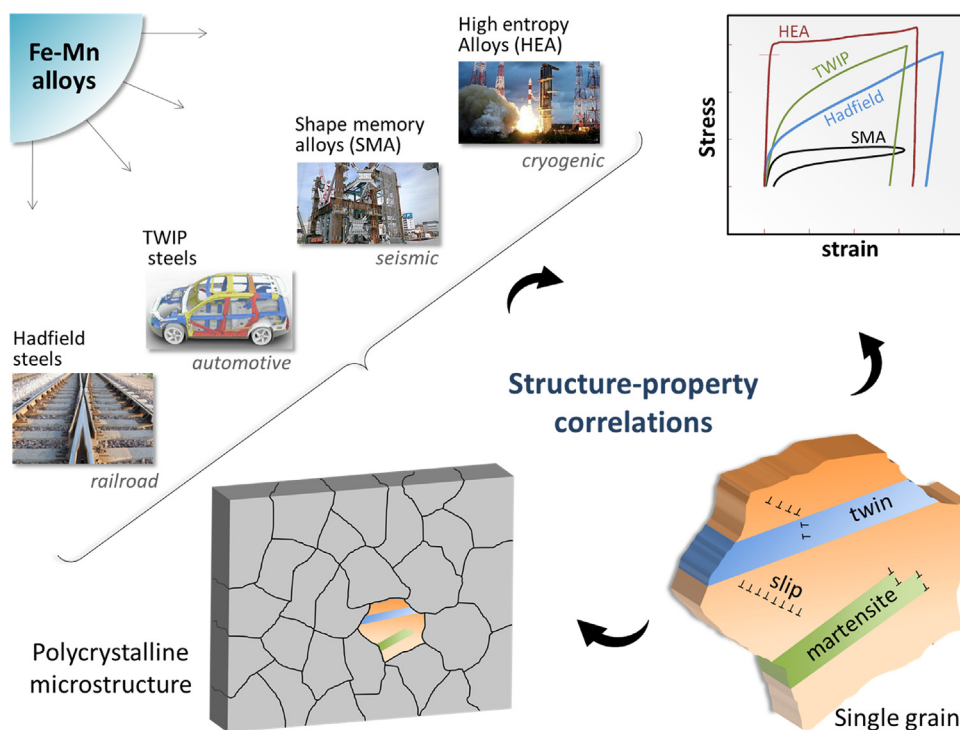 Fe-Mn
alloys
High entropy
Alloys (HEA)
cryogenic
Shape memory
alloys (SMA)
seismic
TWIP
steels
automotive
Hadfield
steels
railroad
HEA
TWIP
Hadfield
SMA
Stress
strain
Structure-property
correlations
twin
slip
martensite
Single grain
Polycrystalline
microstructure